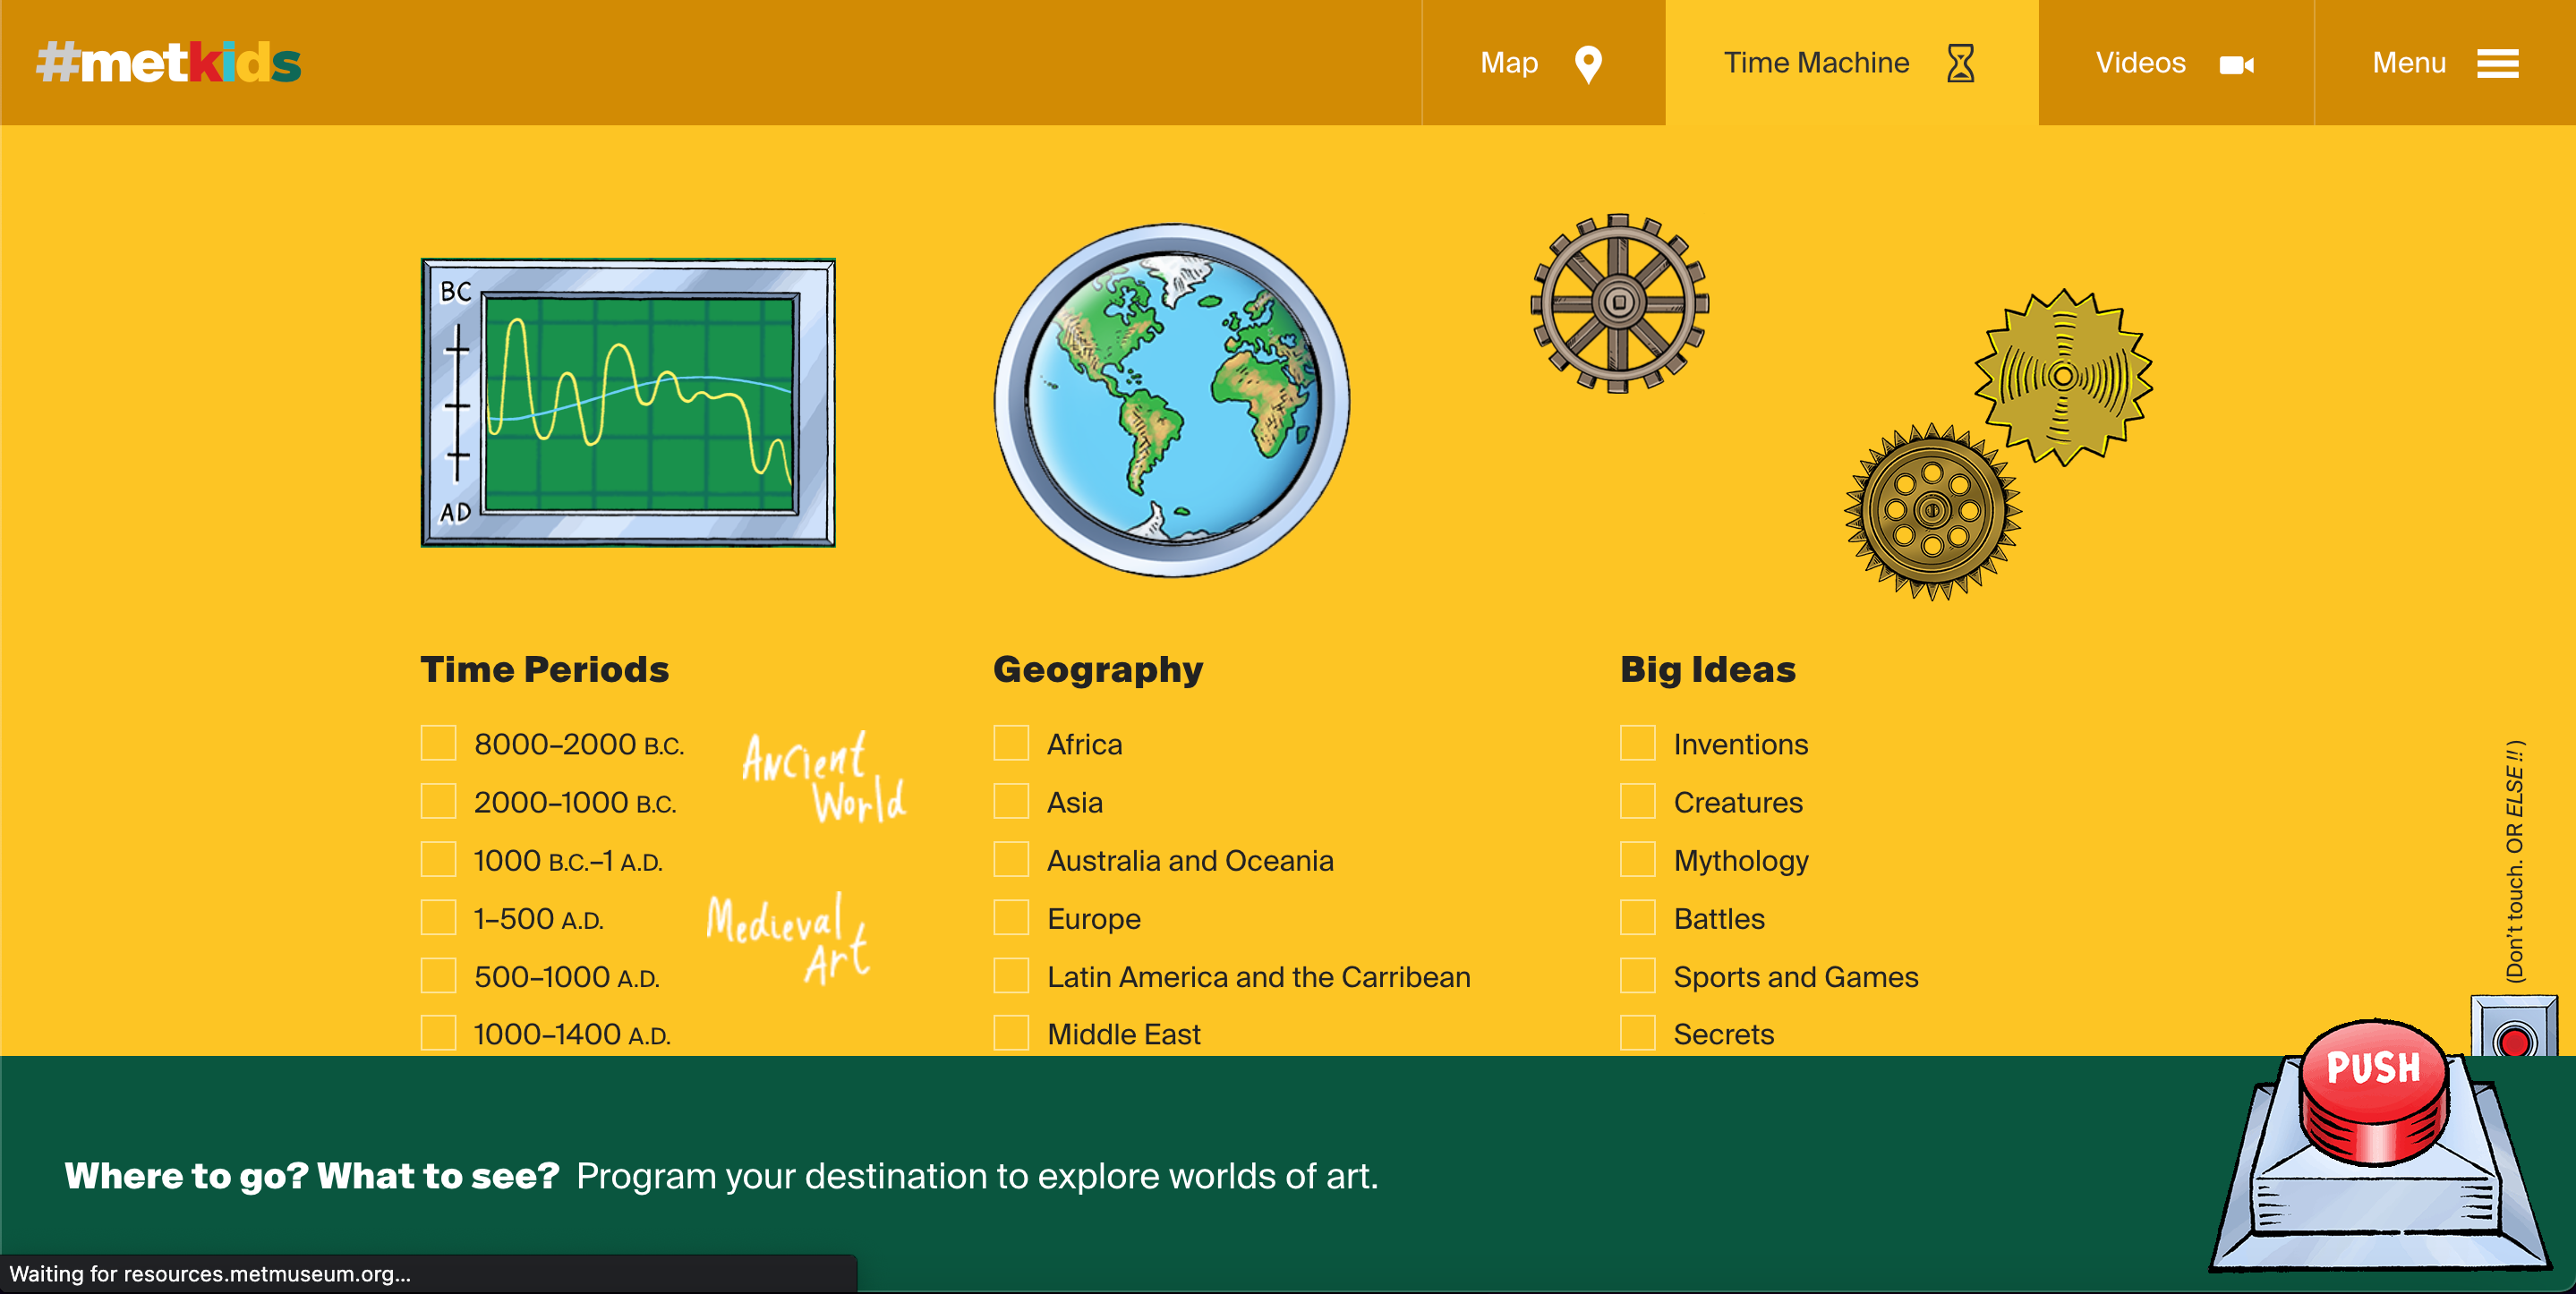 #metkids
Map
Time Machine
Videos
Menu
BC
AD
Time Periods
8000–2000 B.C.
2000–1000 B.C.
1000 B.C.–1 A.D.
1–500 A.D.
500–1000 A.D.
1000–1400 A.D.
Ancient
World
Medieval
Art
Geography
Africa
Asia
Australia and Oceania
Europe
Latin America and the Carribean
Middle East
Big Ideas
Inventions
Creatures
Mythology
Battles
Sports and Games
Secrets
(Don't touch. OR ELSE!!)
PUSH
Where to go? What to see? Program your destination to explore worlds of art.
Waiting for resources.metmuseum.org...